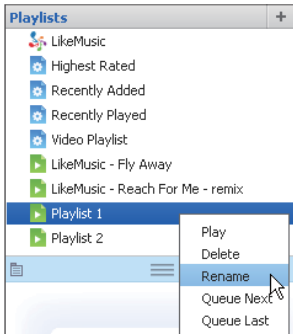 Playlists +
LikeMusic
Highest Rated
Recently Added
Recently Played
Video Playlist
LikeMusic - Fly Away
LikeMusic - Reach For Me - remix
Playlist 1
Playlist 2
Play
Delete
Rename
Queue Next
Queue Last